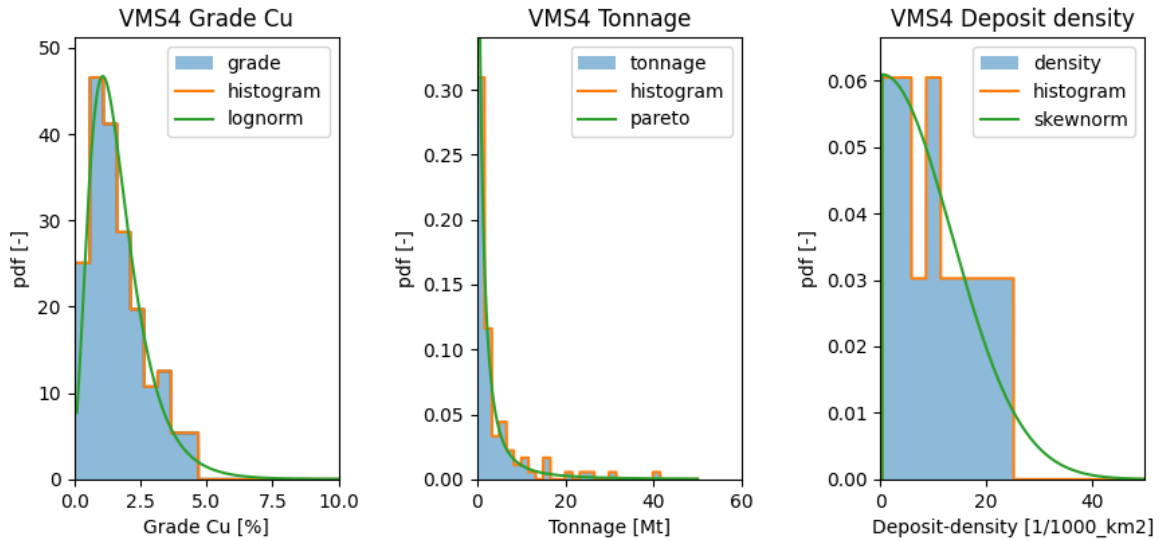 VMS4 Grade Cu
50
40
30
20
10
0
pdf [-]
grade
histogram
lognorm
0.0
2.5
5.0
7.5
10.0
Grade Cu [%]
VMS4 Tonnage
0.30
0.25
0.20
0.15
0.10
0.05
0.00
pdf [-]
tonnage
histogram
pareto
0
20
40
60
Tonnage [Mt]
VMS4 Deposit density
0.06
0.05
0.04
0.03
0.02
0.01
0.00
pdf [-]
density
histogram
skewnorm
0
20
40
Deposit-density [1/1000_km2]